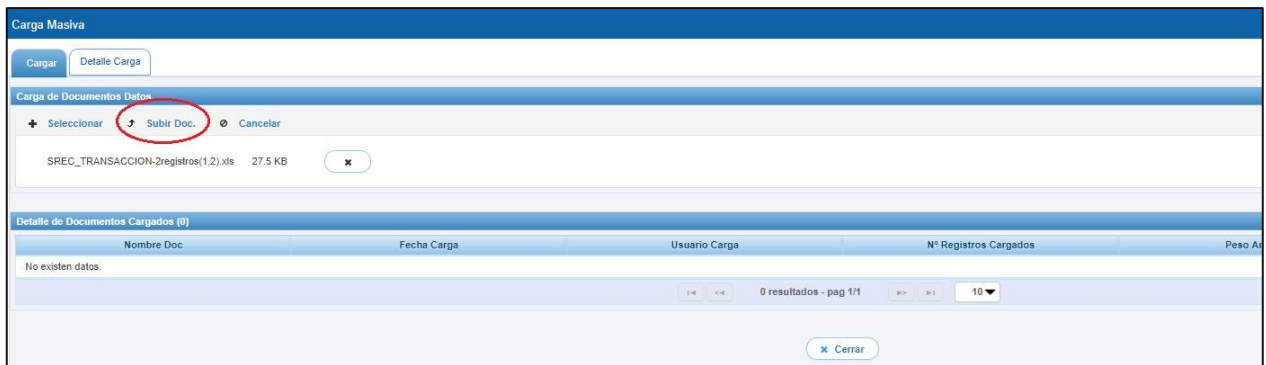 Carga Masiva
Cargar Detalle Carga
Carga de Documentos Datos
Seleccionar Subir Doc. Cancelar
SREC_TRANSACCION-2registros(1,2).xls 27.5 KB
Detalle de Documentos Cargados (0)
Nombre Doc Fecha Carga Usuario Carga Nº Registros Cargados Peso
No existen datos.
0 resultados - pag 1/1 10
Cerrar